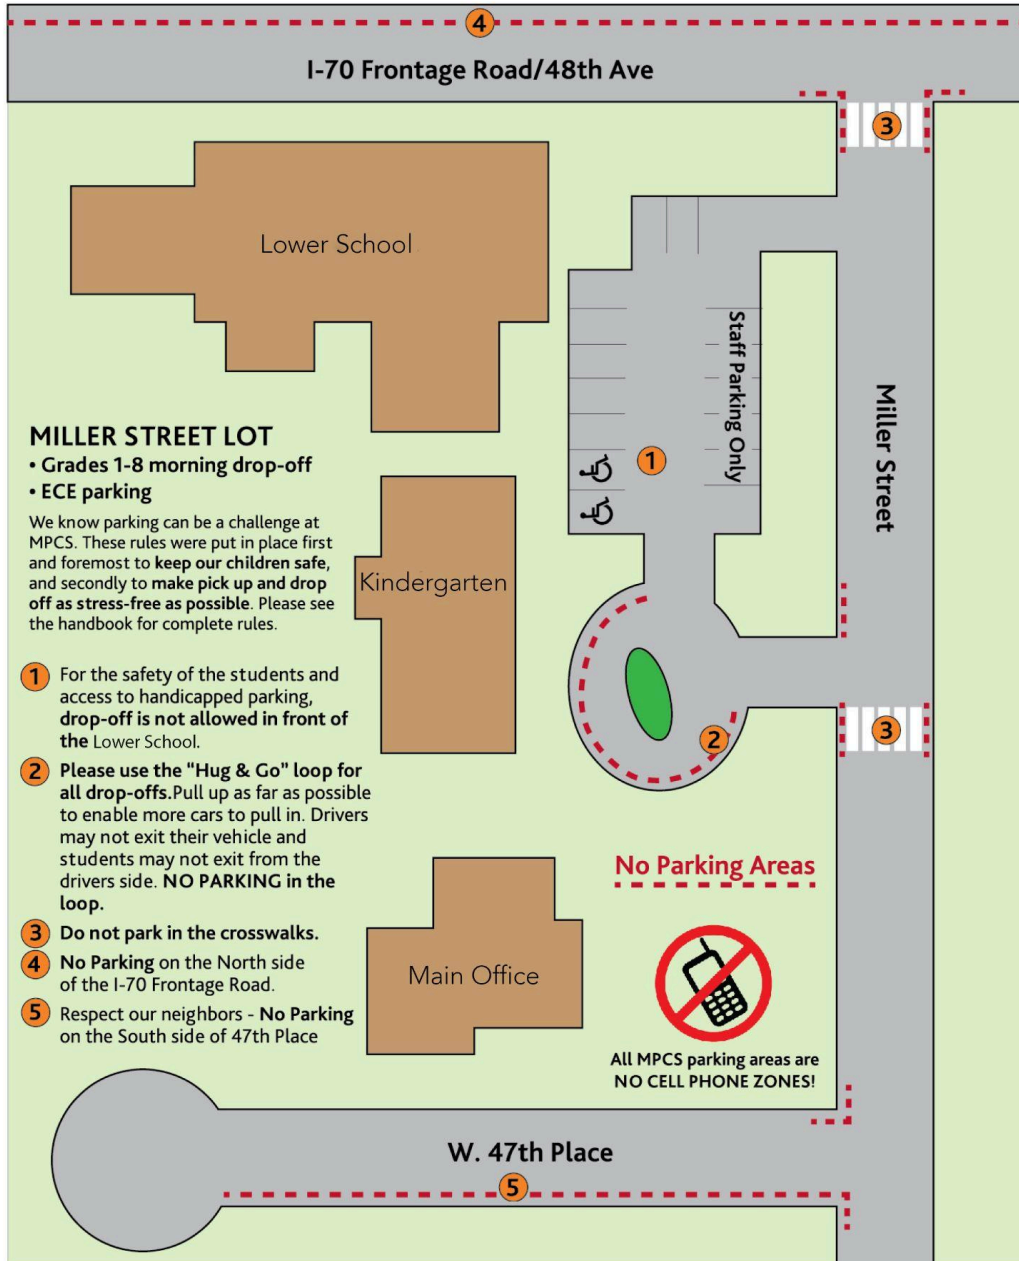 4
I-70 Frontage Road/48th Ave
3
Lower School
Staff Parking Only
1
Miller Street
MILLER STREET LOT
• Grades 1-8 morning drop-off
• ECE parking
We know parking can be a challenge at
MPCS. These rules were put in place first
and foremost to keep our children safe,
and secondly to make pick up and drop
off as stress-free as possible. Please see
the handbook for complete rules.
Kindergarten
1 For the safety of the students and
access to handicapped parking,
drop-off is not allowed in front of
the Lower School.
2 Please use the "Hug & Go" loop for
all drop-offs.Pull up as far as possible
to enable more cars to pull in. Drivers
may not exit their vehicle and
students may not exit from the
drivers side. NO PARKING in the
loop.
3 Do not park in the crosswalks.
4 No Parking on the North side
of the I-70 Frontage Road.
5 Respect our neighbors - No Parking
on the South side of 47th Place
2
3
No Parking Areas
Main Office
All MPCS parking areas are
NO CELL PHONE ZONES!
W. 47th Place
5